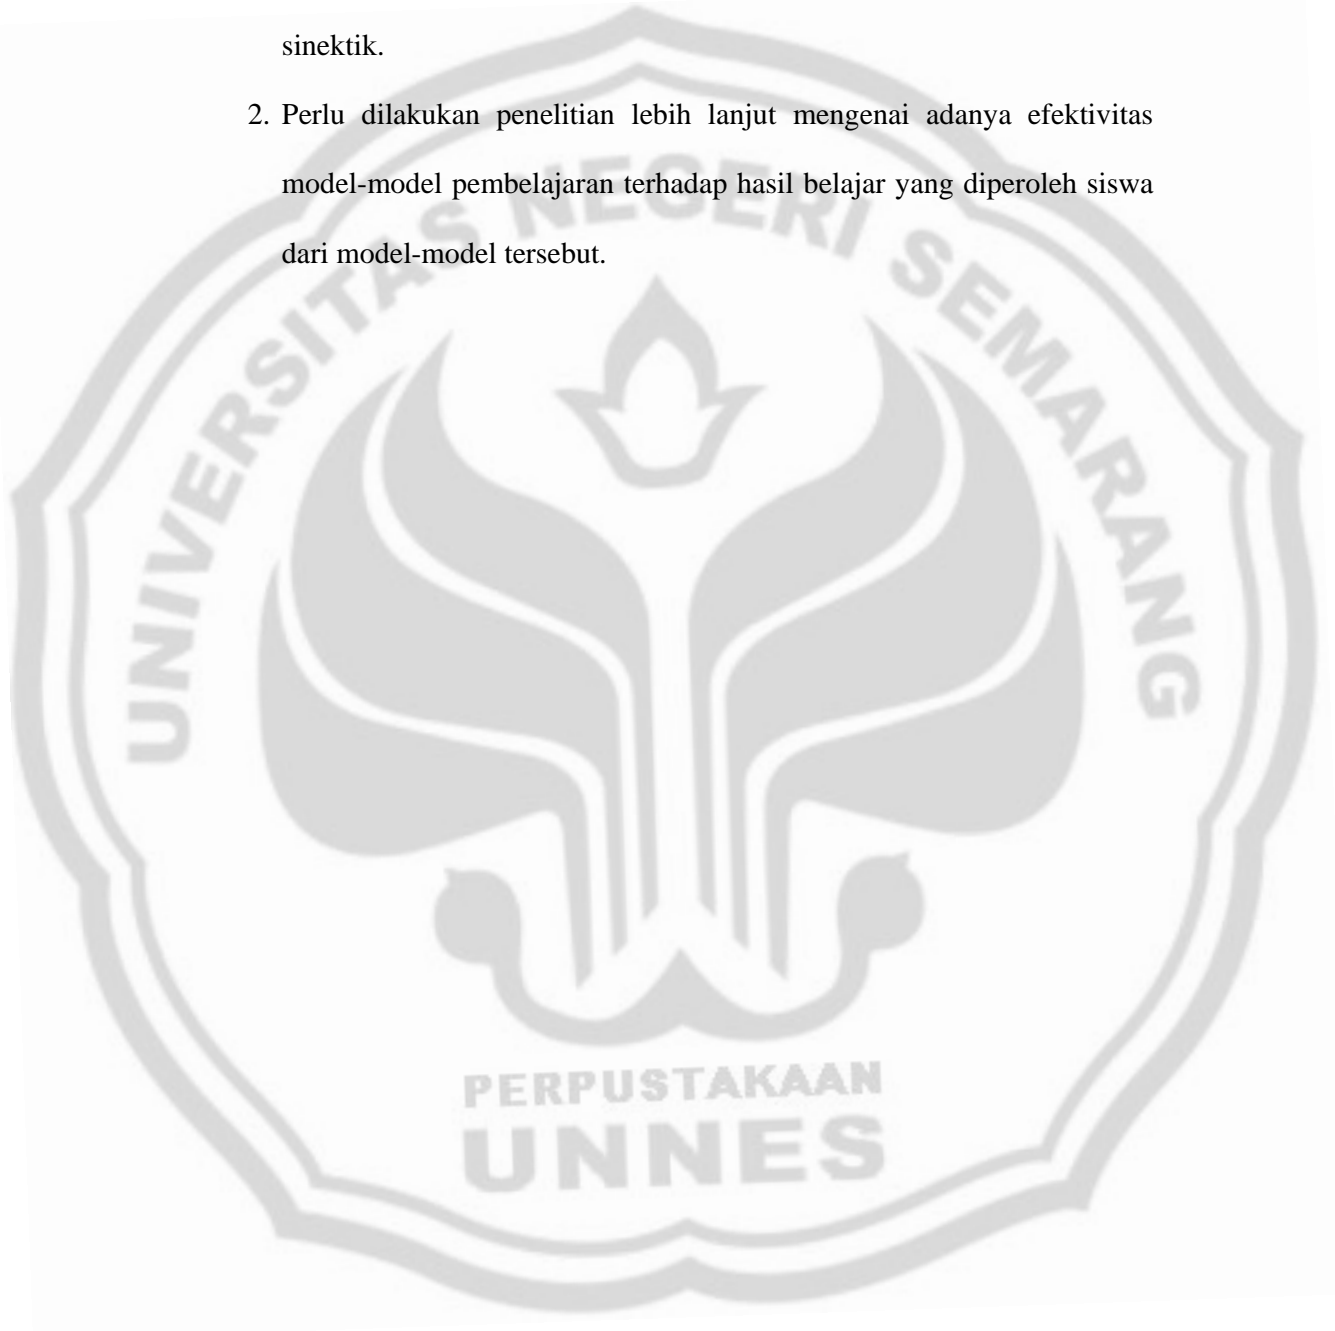 sinektik.
2. Perlu dilakukan penelitian lebih lanjut mengenai adanya efektivitas
model-model pembelajaran terhadap hasil belajar yang diperoleh siswa
dari model-model tersebut.
UNIVERSITAS NEGERI SEMARANG
PERPUSTAKAAN
UNNES